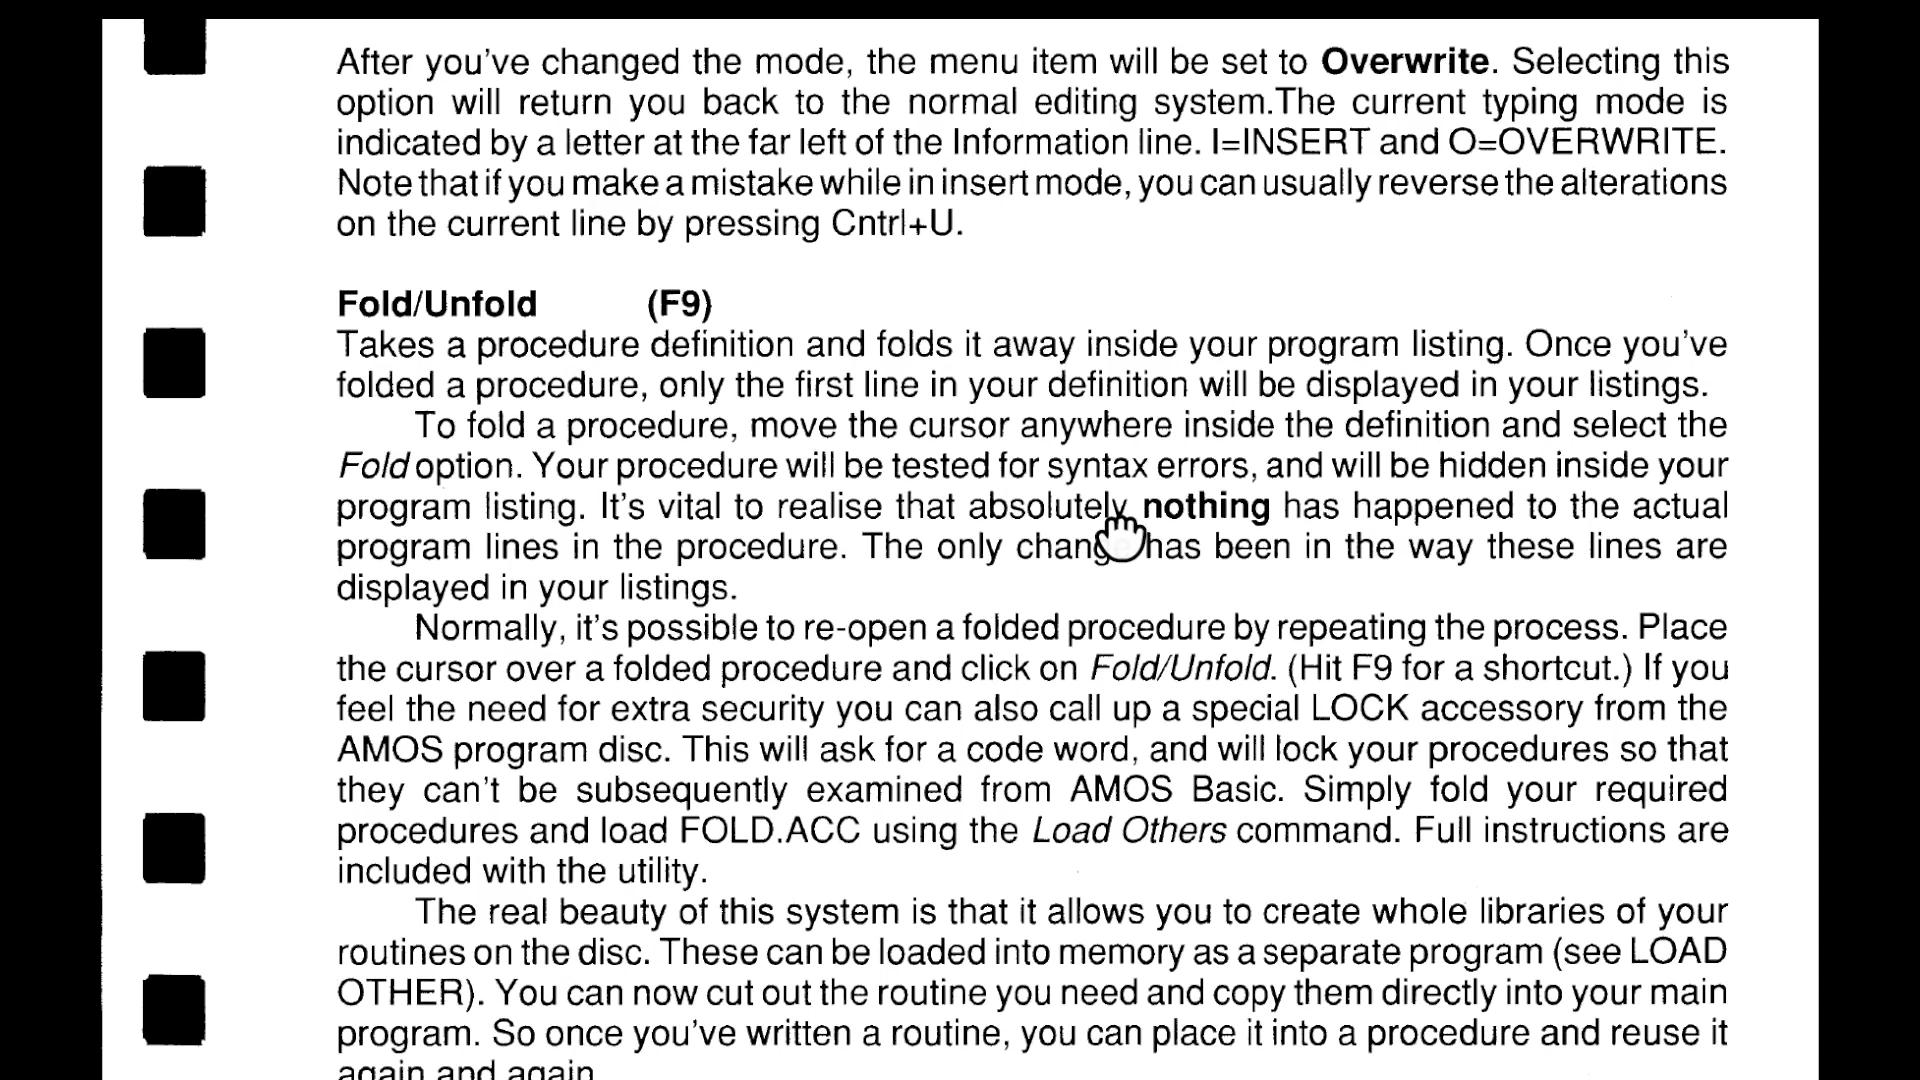 After you've changed the mode, the menu item will be set to Overwrite. Selecting this
option will return you back to the normal editing system.The current typing mode is
indicated by a letter at the far left of the Information line. I=INSERT and O=OVERWRITE.
Note that if you make a mistake while in insert mode, you can usually reverse the alterations
on the current line by pressing Cntrl+U.
Fold/Unfold (F9)
Takes a procedure definition and folds it away inside your program listing. Once you've
folded a procedure, only the first line in your definition will be displayed in your listings.
To fold a procedure, move the cursor anywhere inside the definition and select the
Fold option. Your procedure will be tested for syntax errors, and will be hidden inside your
program listing. It's vital to realise that absolutely nothing has happened to the actual
program lines in the procedure. The only change has been in the way these lines are
displayed in your listings.
Normally, it's possible to re-open a folded procedure by repeating the process. Place
the cursor over a folded procedure and click on Fold/Unfold. (Hit F9 for a shortcut.) If you
feel the need for extra security you can also call up a special LOCK accessory from the
AMOS program disc. This will ask for a code word, and will lock your procedures so that
they can't be subsequently examined from AMOS Basic. Simply fold your required
procedures and load FOLD.ACC using the Load Others command. Full instructions are
included with the utility.
The real beauty of this system is that it allows you to create whole libraries of your
routines on the disc. These can be loaded into memory as a separate program (see LOAD
OTHER). You can now cut out the routine you need and copy them directly into your main
program. So once you've written a routine, you can place it into a procedure and reuse it
again and again.